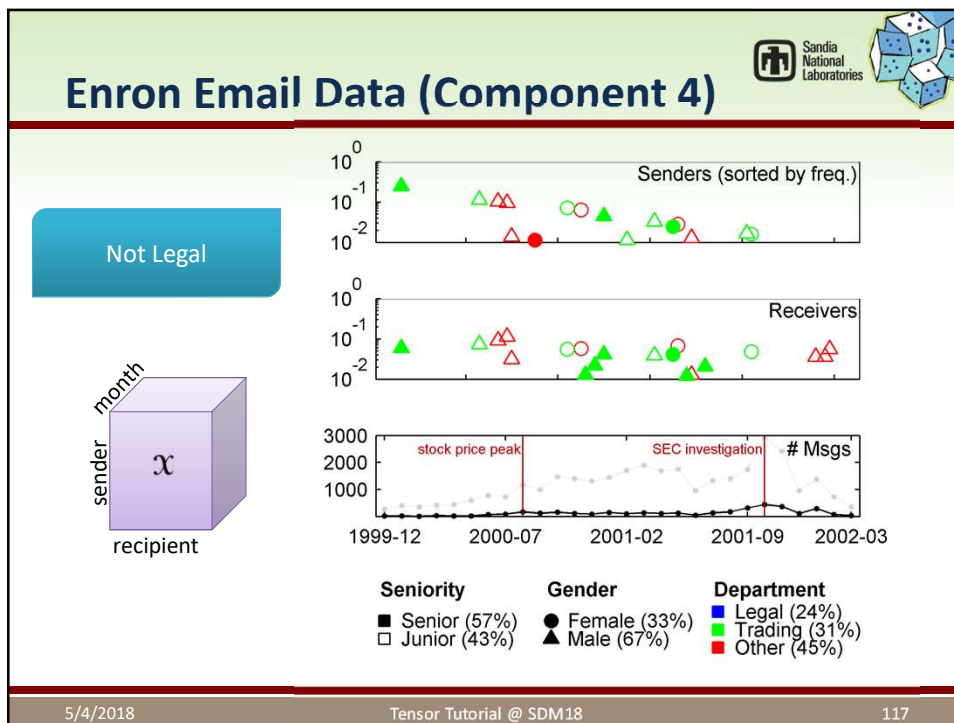 Sandia
National
Laboratories
Enron Email Data (Component 4)
Not Legal
10^0
10^-1
10^-2
Senders (sorted by freq.)
10^0
10^-1
10^-2
Receivers
month
sender
X
recipient
3000
2000
1000
stock price peak
SEC investigation
# Msgs
1999-12
2000-07
2001-02
2001-09
2002-03
Seniority
Senior (57%)
Junior (43%)
Gender
Female (33%)
Male (67%)
Department
Legal (24%)
Trading (31%)
Other (45%)
5/4/2018
Tensor Tutorial @ SDM18
117